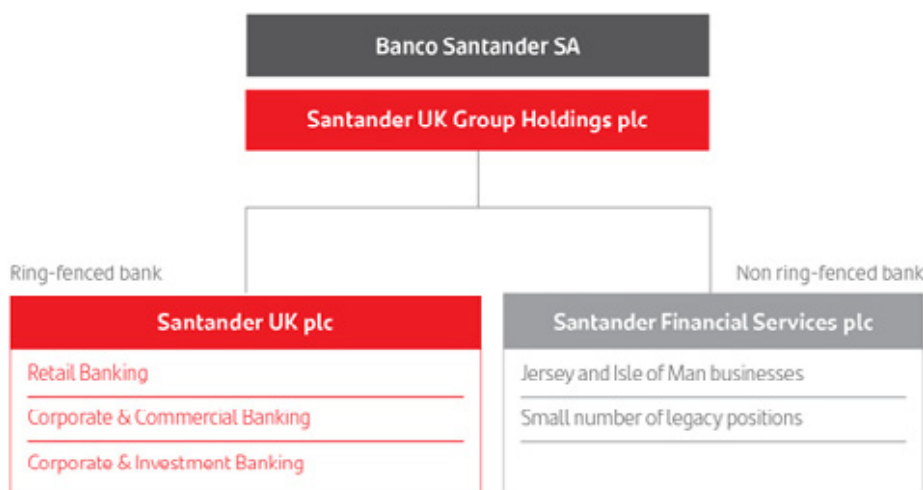 Banco Santander SA
Santander UK Group Holdings plc
Ring-fenced bank
Non ring-fenced bank
Santander UK plc
Santander Financial Services plc
Retail Banking
Jersey and Isle of Man businesses
Corporate & Commercial Banking
Small number of legacy positions
Corporate & Investment Banking